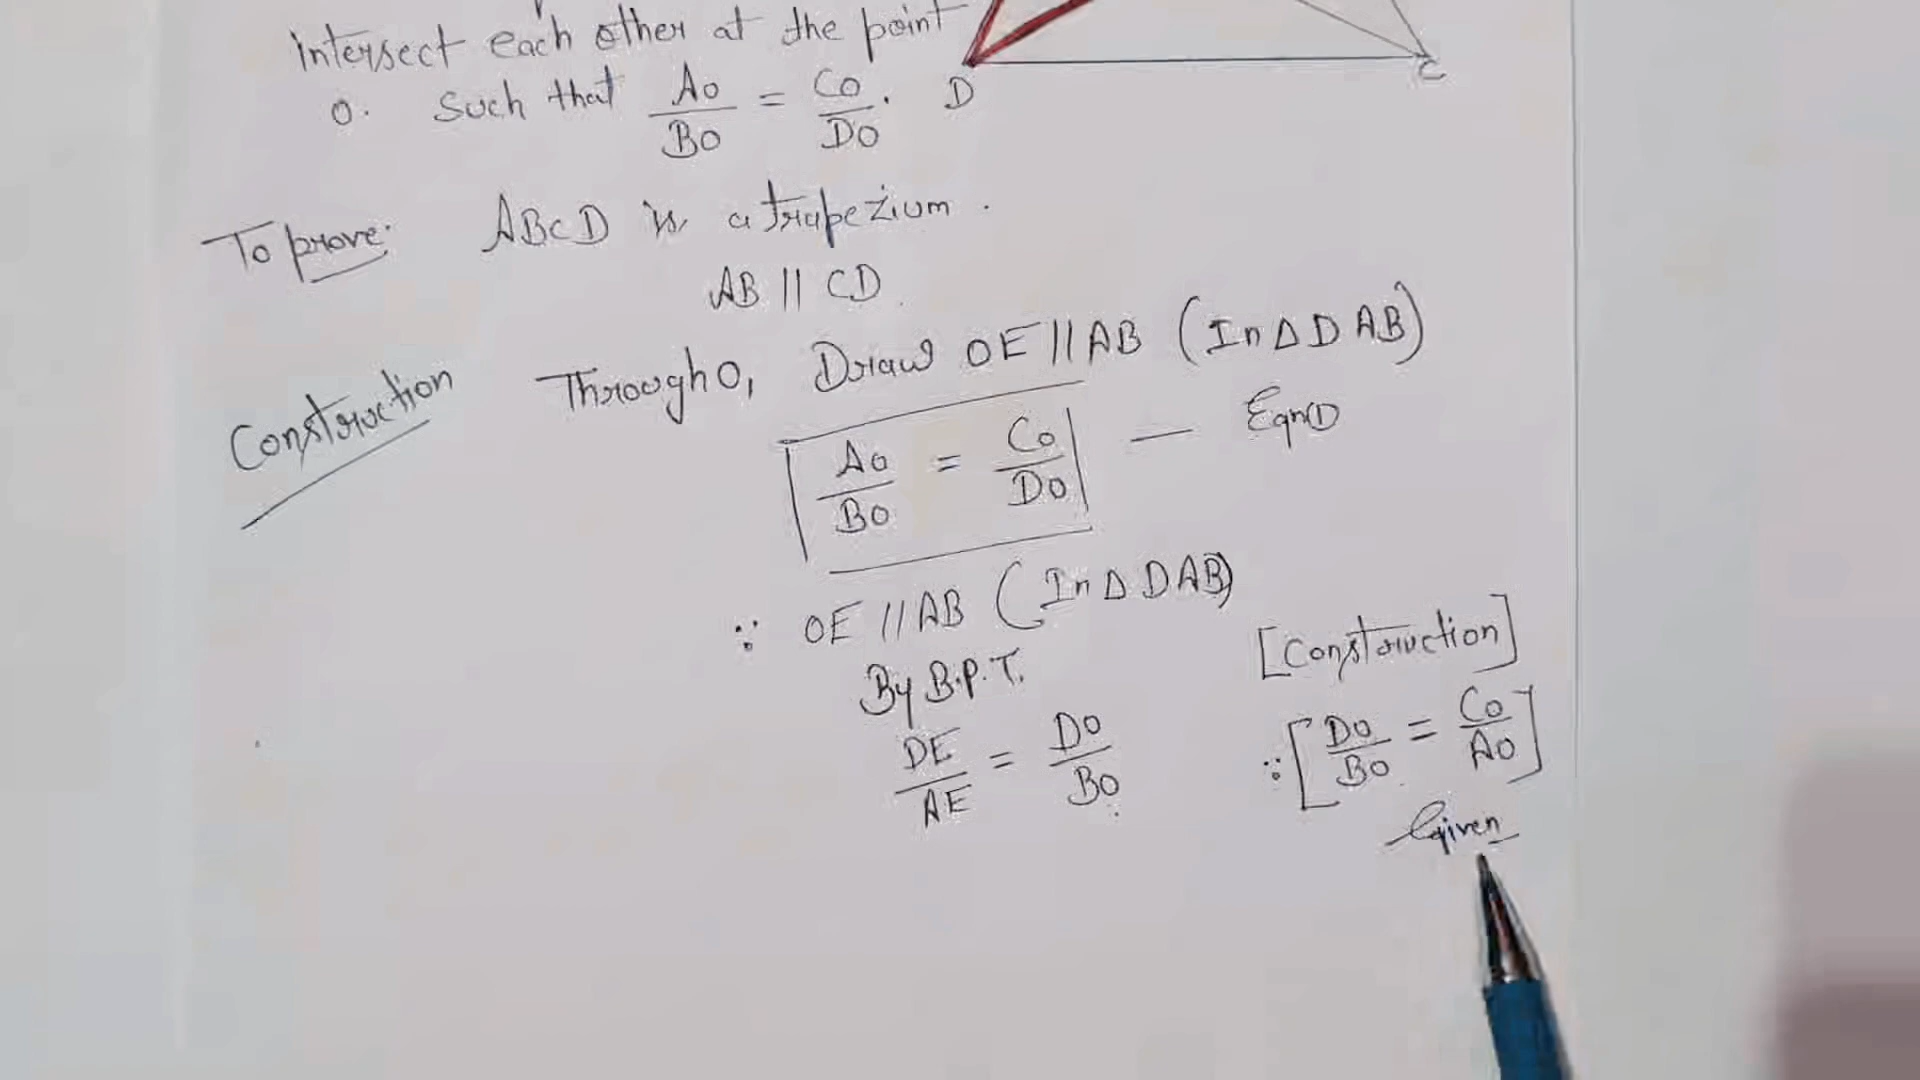 intersect each other at the point
O. Such that AO/BO = CO/DO. D
C
To prove: ABCD is a trapezium.
AB || CD.
Construction Through O, Draw OE || AB (In Δ DAB)
AO/BO = CO/DO — Eqn ①
∵ OE // AB (In Δ DAB)
[Construction]
By B.P.T.
DE/AE = DO/BO ∵ [DO/BO = CO/AO]
Given